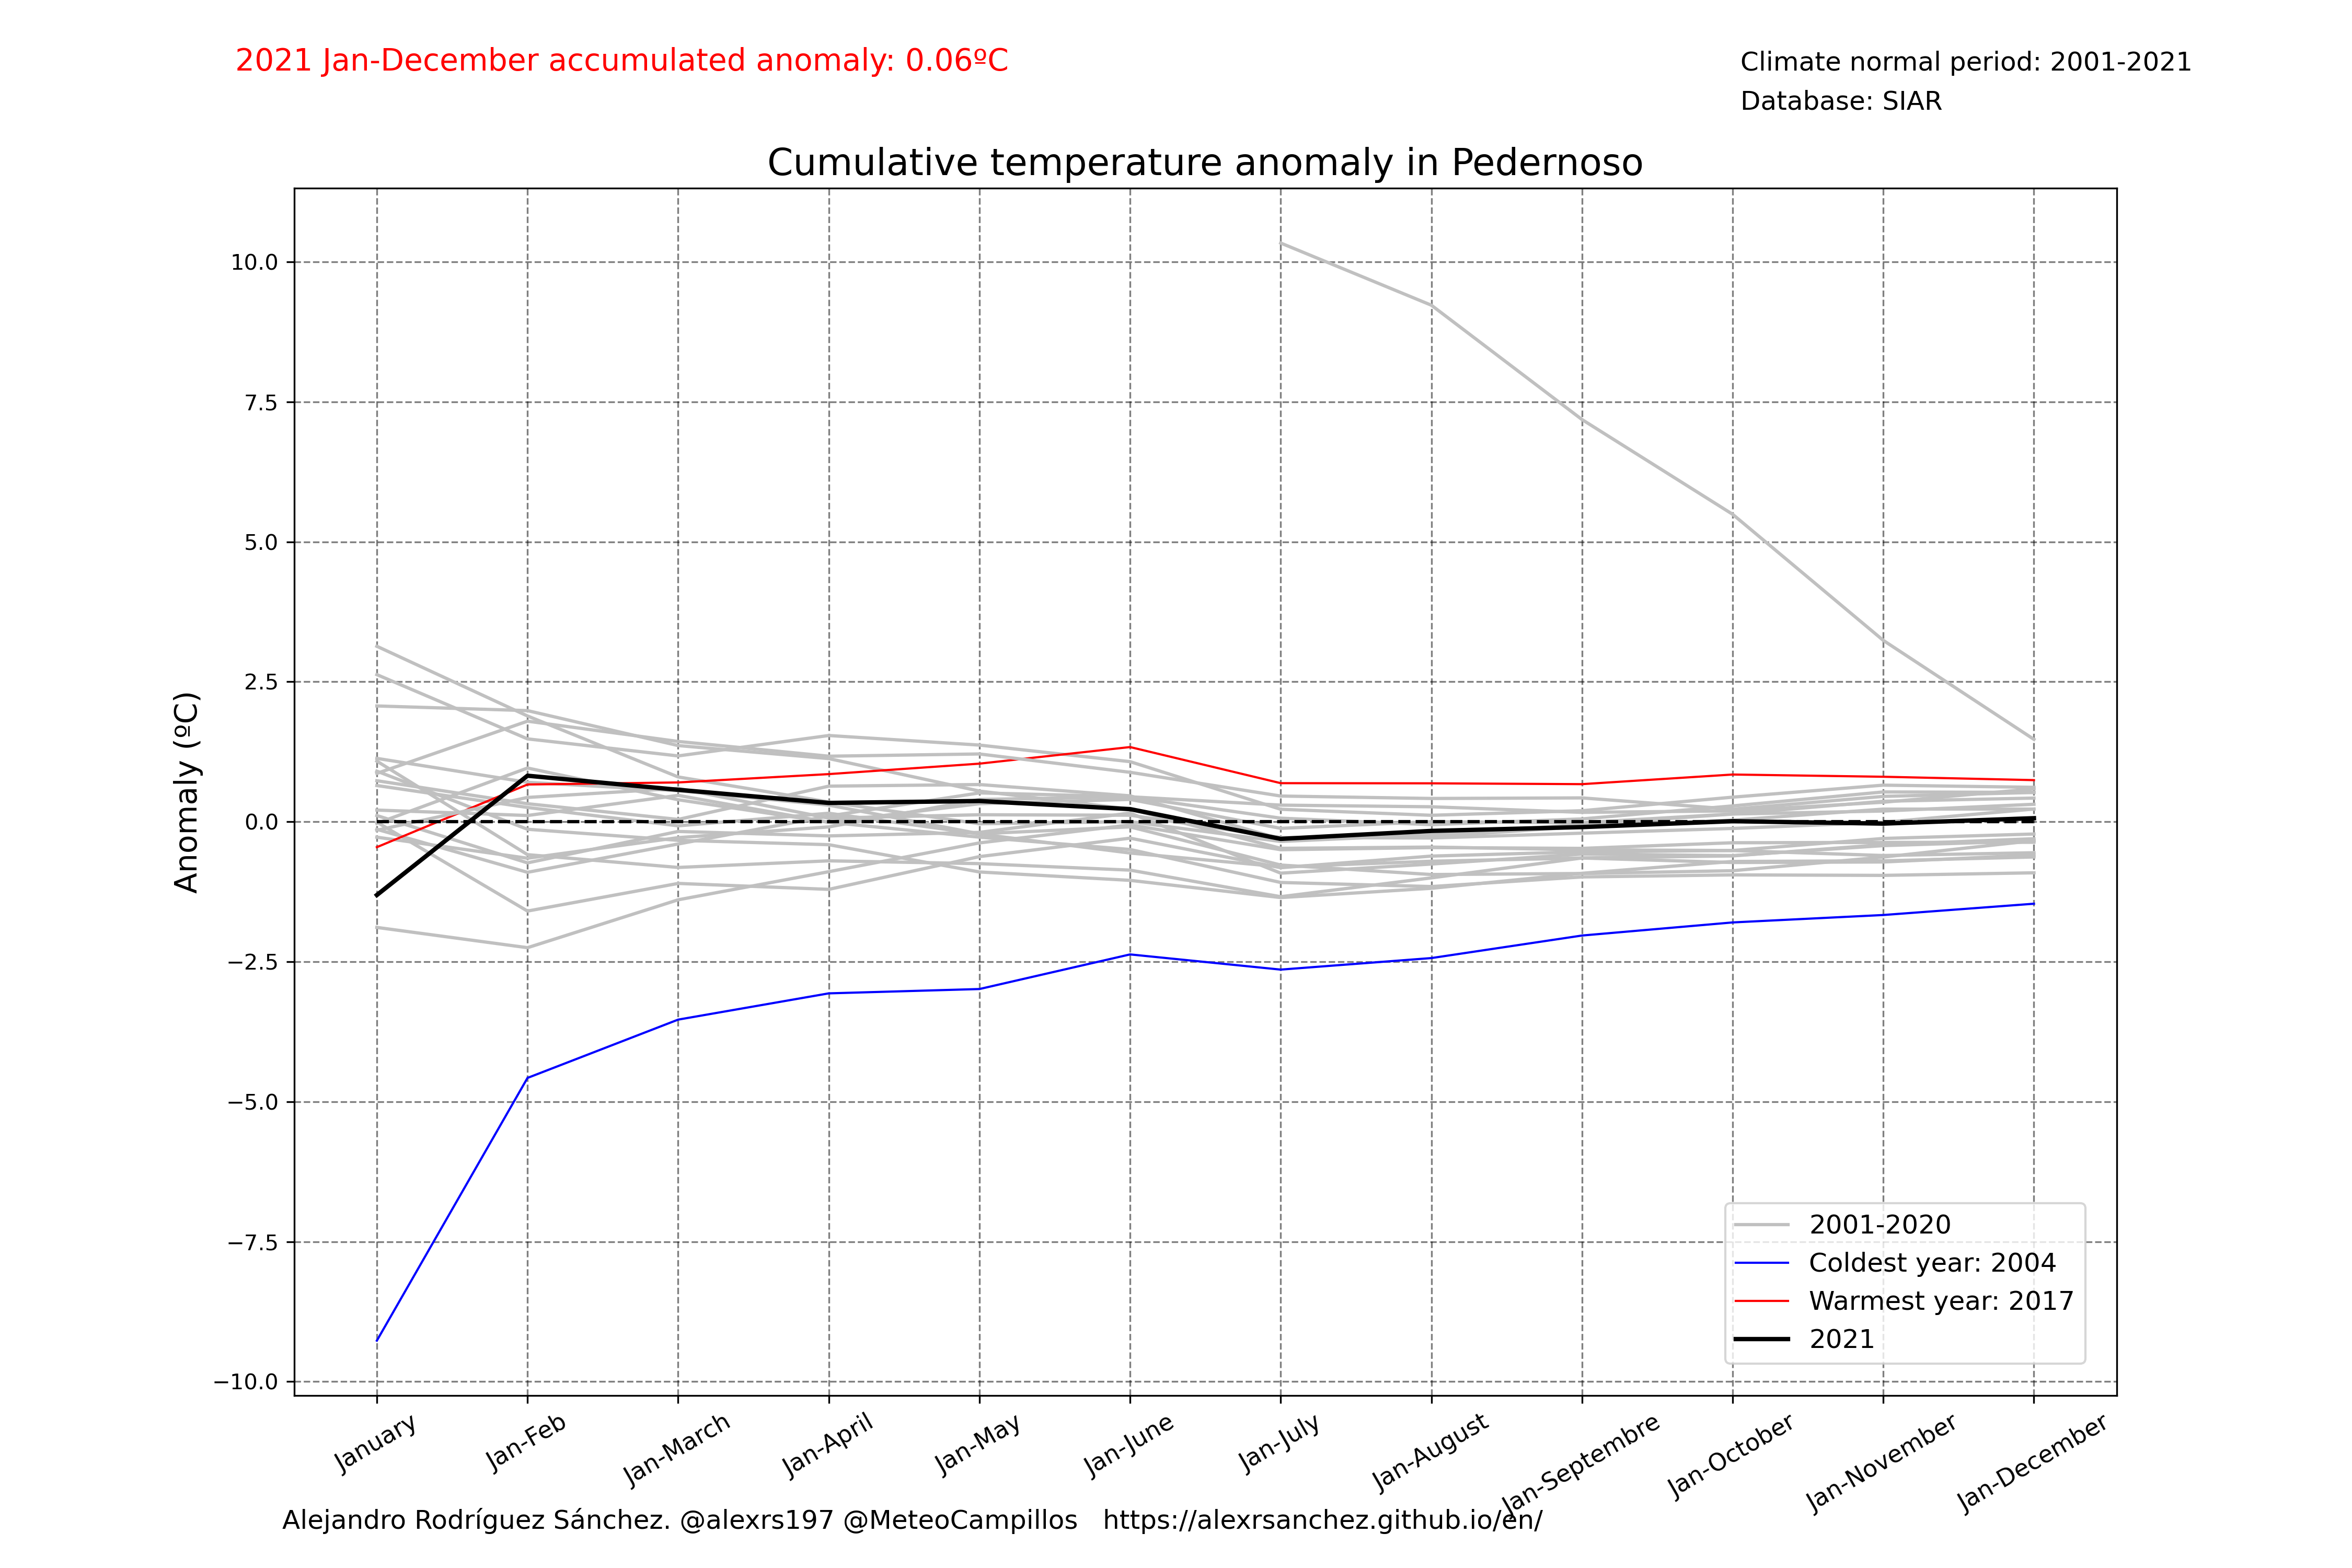 2021 Jan-December accumulated anomaly: 0.06ºC
Climate normal period: 2001-2021
Database: SIAR
Cumulative temperature anomaly in Pedernoso
Anomaly (ºC)
10.0
7.5
5.0
2.5
0.0
−2.5
−5.0
−7.5
−10.0
2001-2020
Coldest year: 2004
Warmest year: 2017
2021
January
Jan-Feb
Jan-March
Jan-April
Jan-May
Jan-June
Jan-July
Jan-August
Jan-Septembre
Jan-October
Jan-November
Jan-December
Alejandro Rodríguez Sánchez. @alexrs197 @MeteoCampillos https://alexrsanchez.github.io/en/